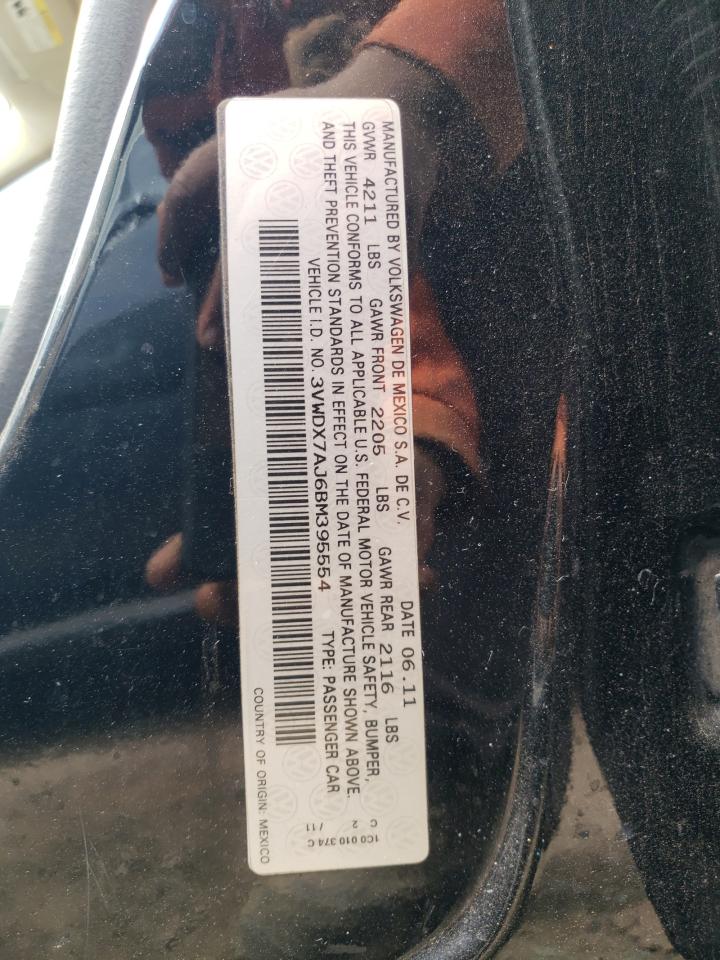 MANUFACTURED BY VOLKSWAGEN DE MEXICO S.A. DE C.V. DATE 06.11
GVWR 4211 LBS GAWR FRONT 2205 LBS GAWR REAR 2116 LBS
THIS VEHICLE CONFORMS TO ALL APPLICABLE U.S. FEDERAL MOTOR VEHICLE SAFETY, BUMPER,
AND THEFT PREVENTION STANDARDS IN EFFECT ON THE DATE OF MANUFACTURE SHOWN ABOVE.
VEHICLE I.D. NO. 3VWDX7AJ6BM395554 TYPE: PASSENGER CAR
COUNTRY OF ORIGIN: MEXICO
1C0 010 374 C